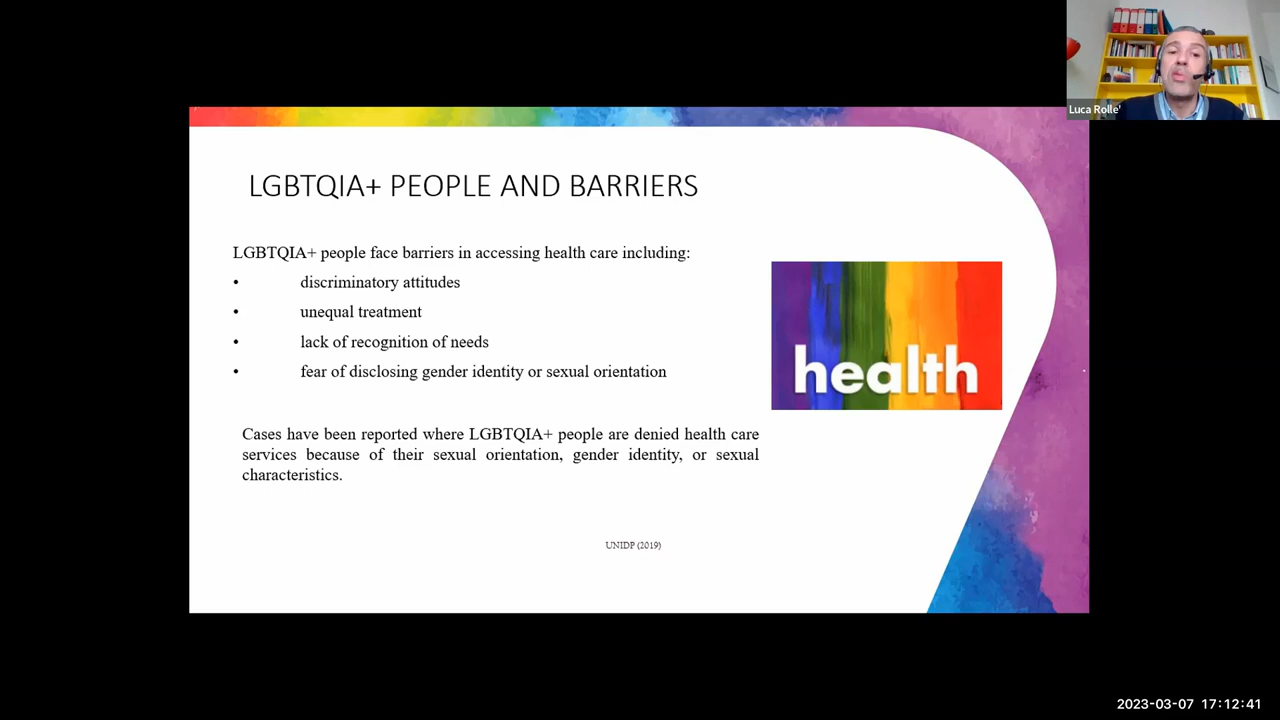 Luca Rolle'
LGBTQIA+ PEOPLE AND BARRIERS
LGBTQIA+ people face barriers in accessing health care including:
• discriminatory attitudes
• unequal treatment
• lack of recognition of needs
• fear of disclosing gender identity or sexual orientation
health
Cases have been reported where LGBTQIA+ people are denied health care
services because of their sexual orientation, gender identity, or sexual
characteristics.
UNIDP (2019)
2023-03-07 17:12:41